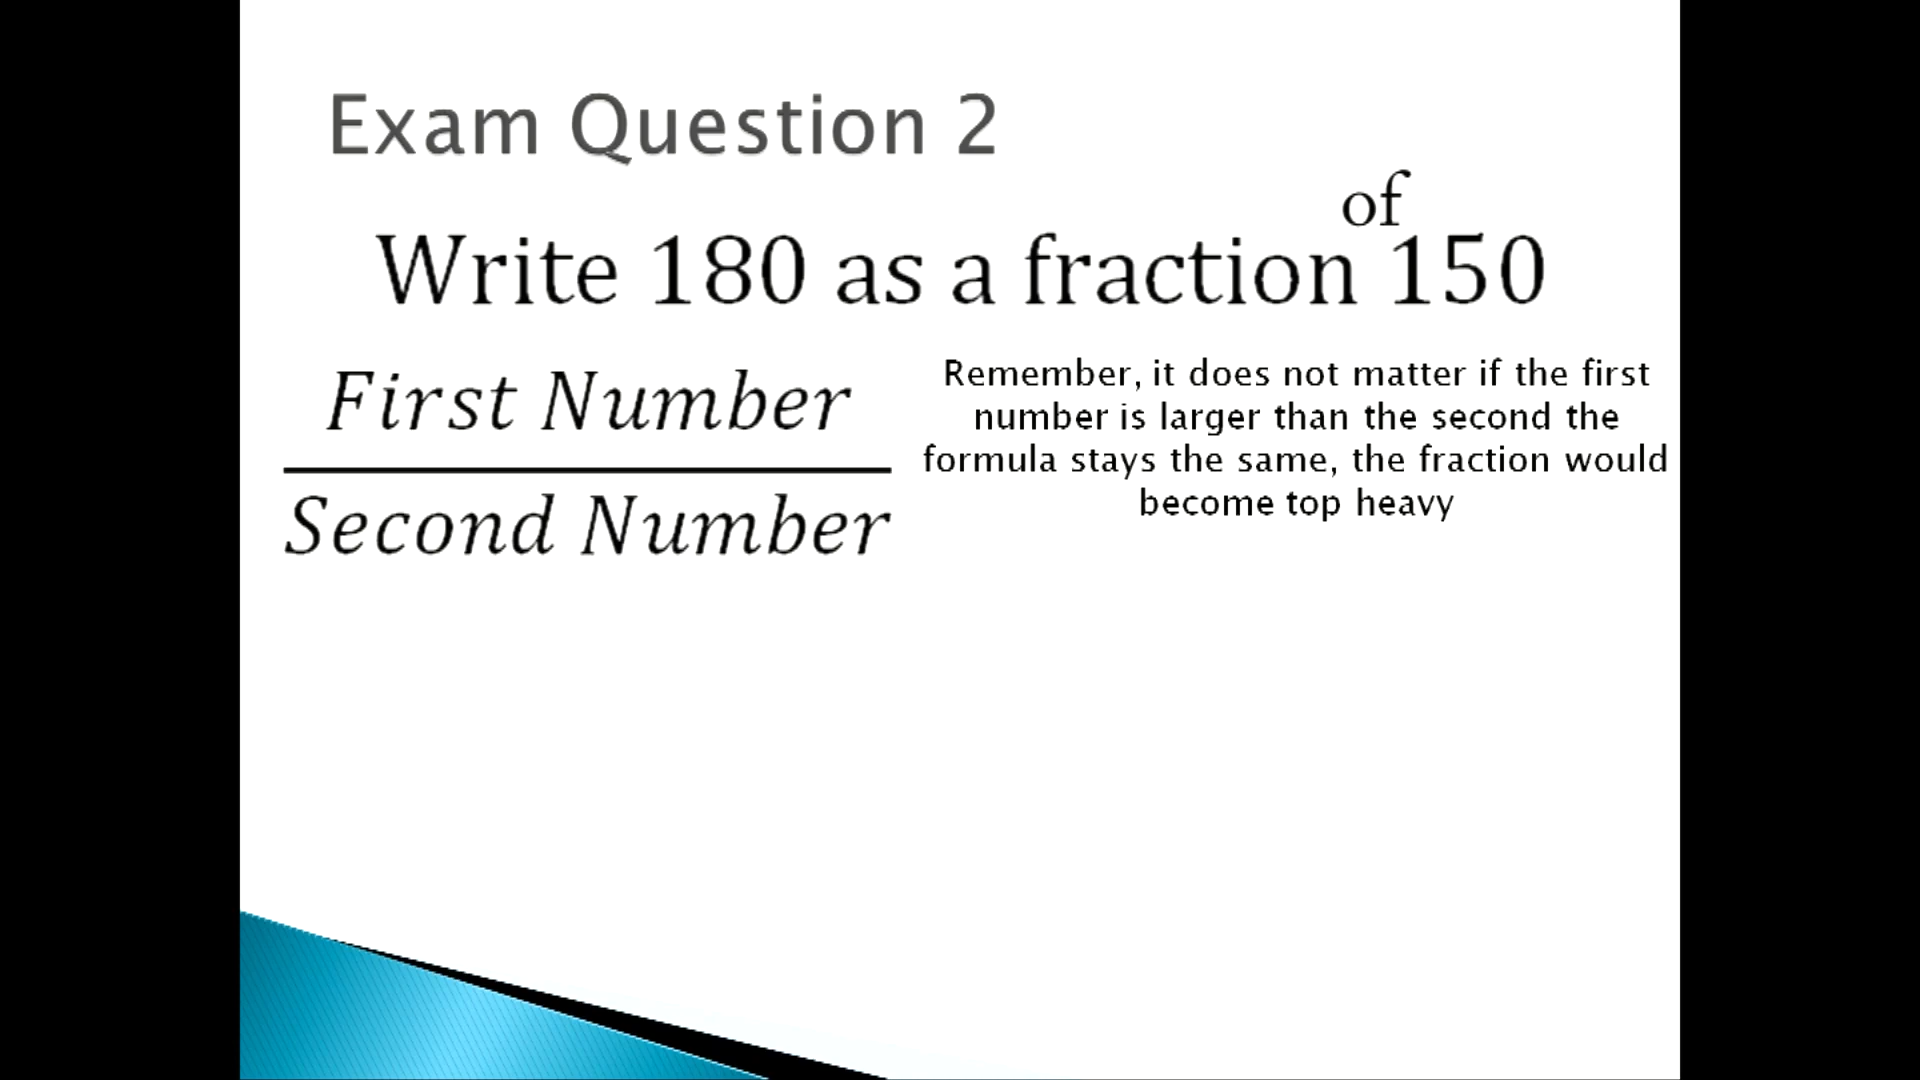 Exam Question 2
of
Write 180 as a fraction 150
First Number
Second Number
Remember, it does not matter if the first
number is larger than the second the
formula stays the same, the fraction would
become top heavy